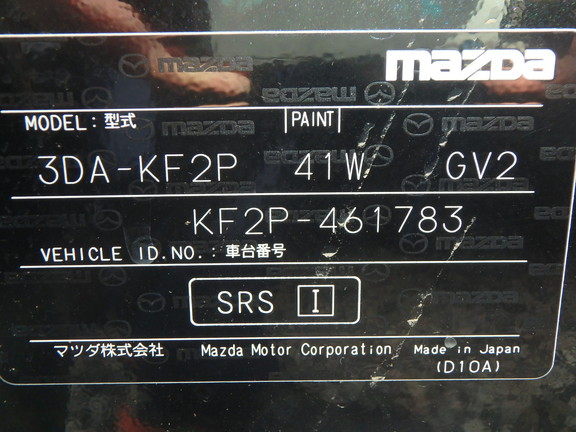 mazda
MODEL：型式 |PAINT|
3DA-KF2P 41W GV2
KF2P-461783
VEHICLE ID.NO.：車台番号
SRS I
マツダ株式会社 Mazda Motor Corporation Made in Japan
(D10A)